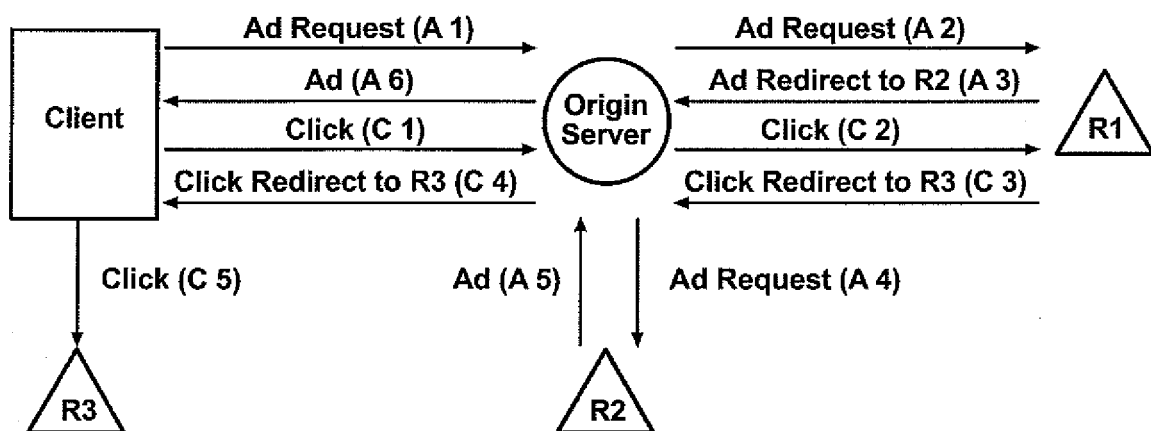 Ad Request (A 1)
Ad Request (A 2)
Ad (A 6)
Ad Redirect to R2 (A 3)
Client
Origin
Server
R1
Click (C 1)
Click (C 2)
Click Redirect to R3 (C 4)
Click Redirect to R3 (C 3)
Click (C 5)
Ad (A 5)
Ad Request (A 4)
R3
R2